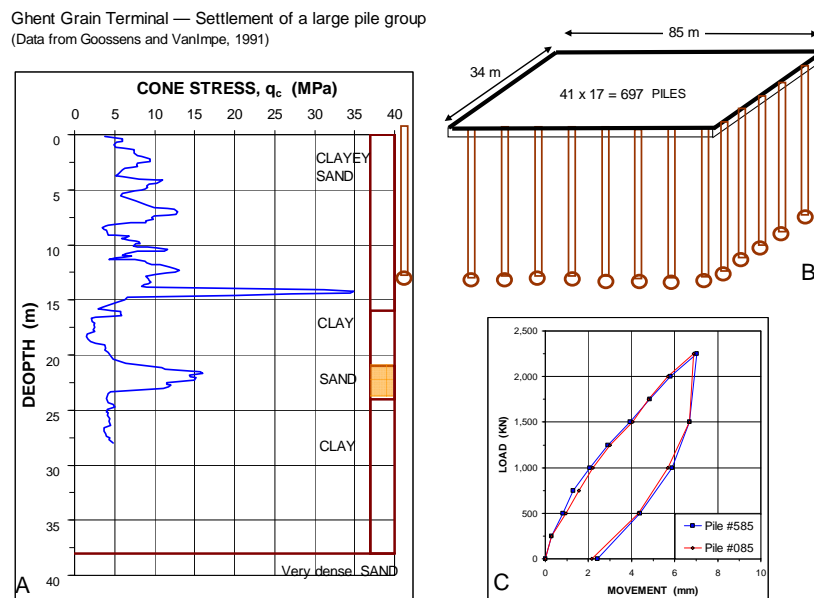 Ghent Grain Terminal — Settlement of a large pile group
(Data from Goossens and VanImpe, 1991)
CONE STRESS, qc (MPa)
0 5 10 15 20 25 30 35 40
DEOPTH (m)
0
5
10
15
20
25
30
35
40
CLAYEY
SAND
CLAY
SAND
CLAY
Very dense SAND
A
85 m
34 m
41 x 17 = 697 PILES
B
LOAD (KN)
2,500
2,000
1,500
1,000
500
0
0 2 4 6 8 10
MOVEMENT (mm)
Pile #585
Pile #085
C